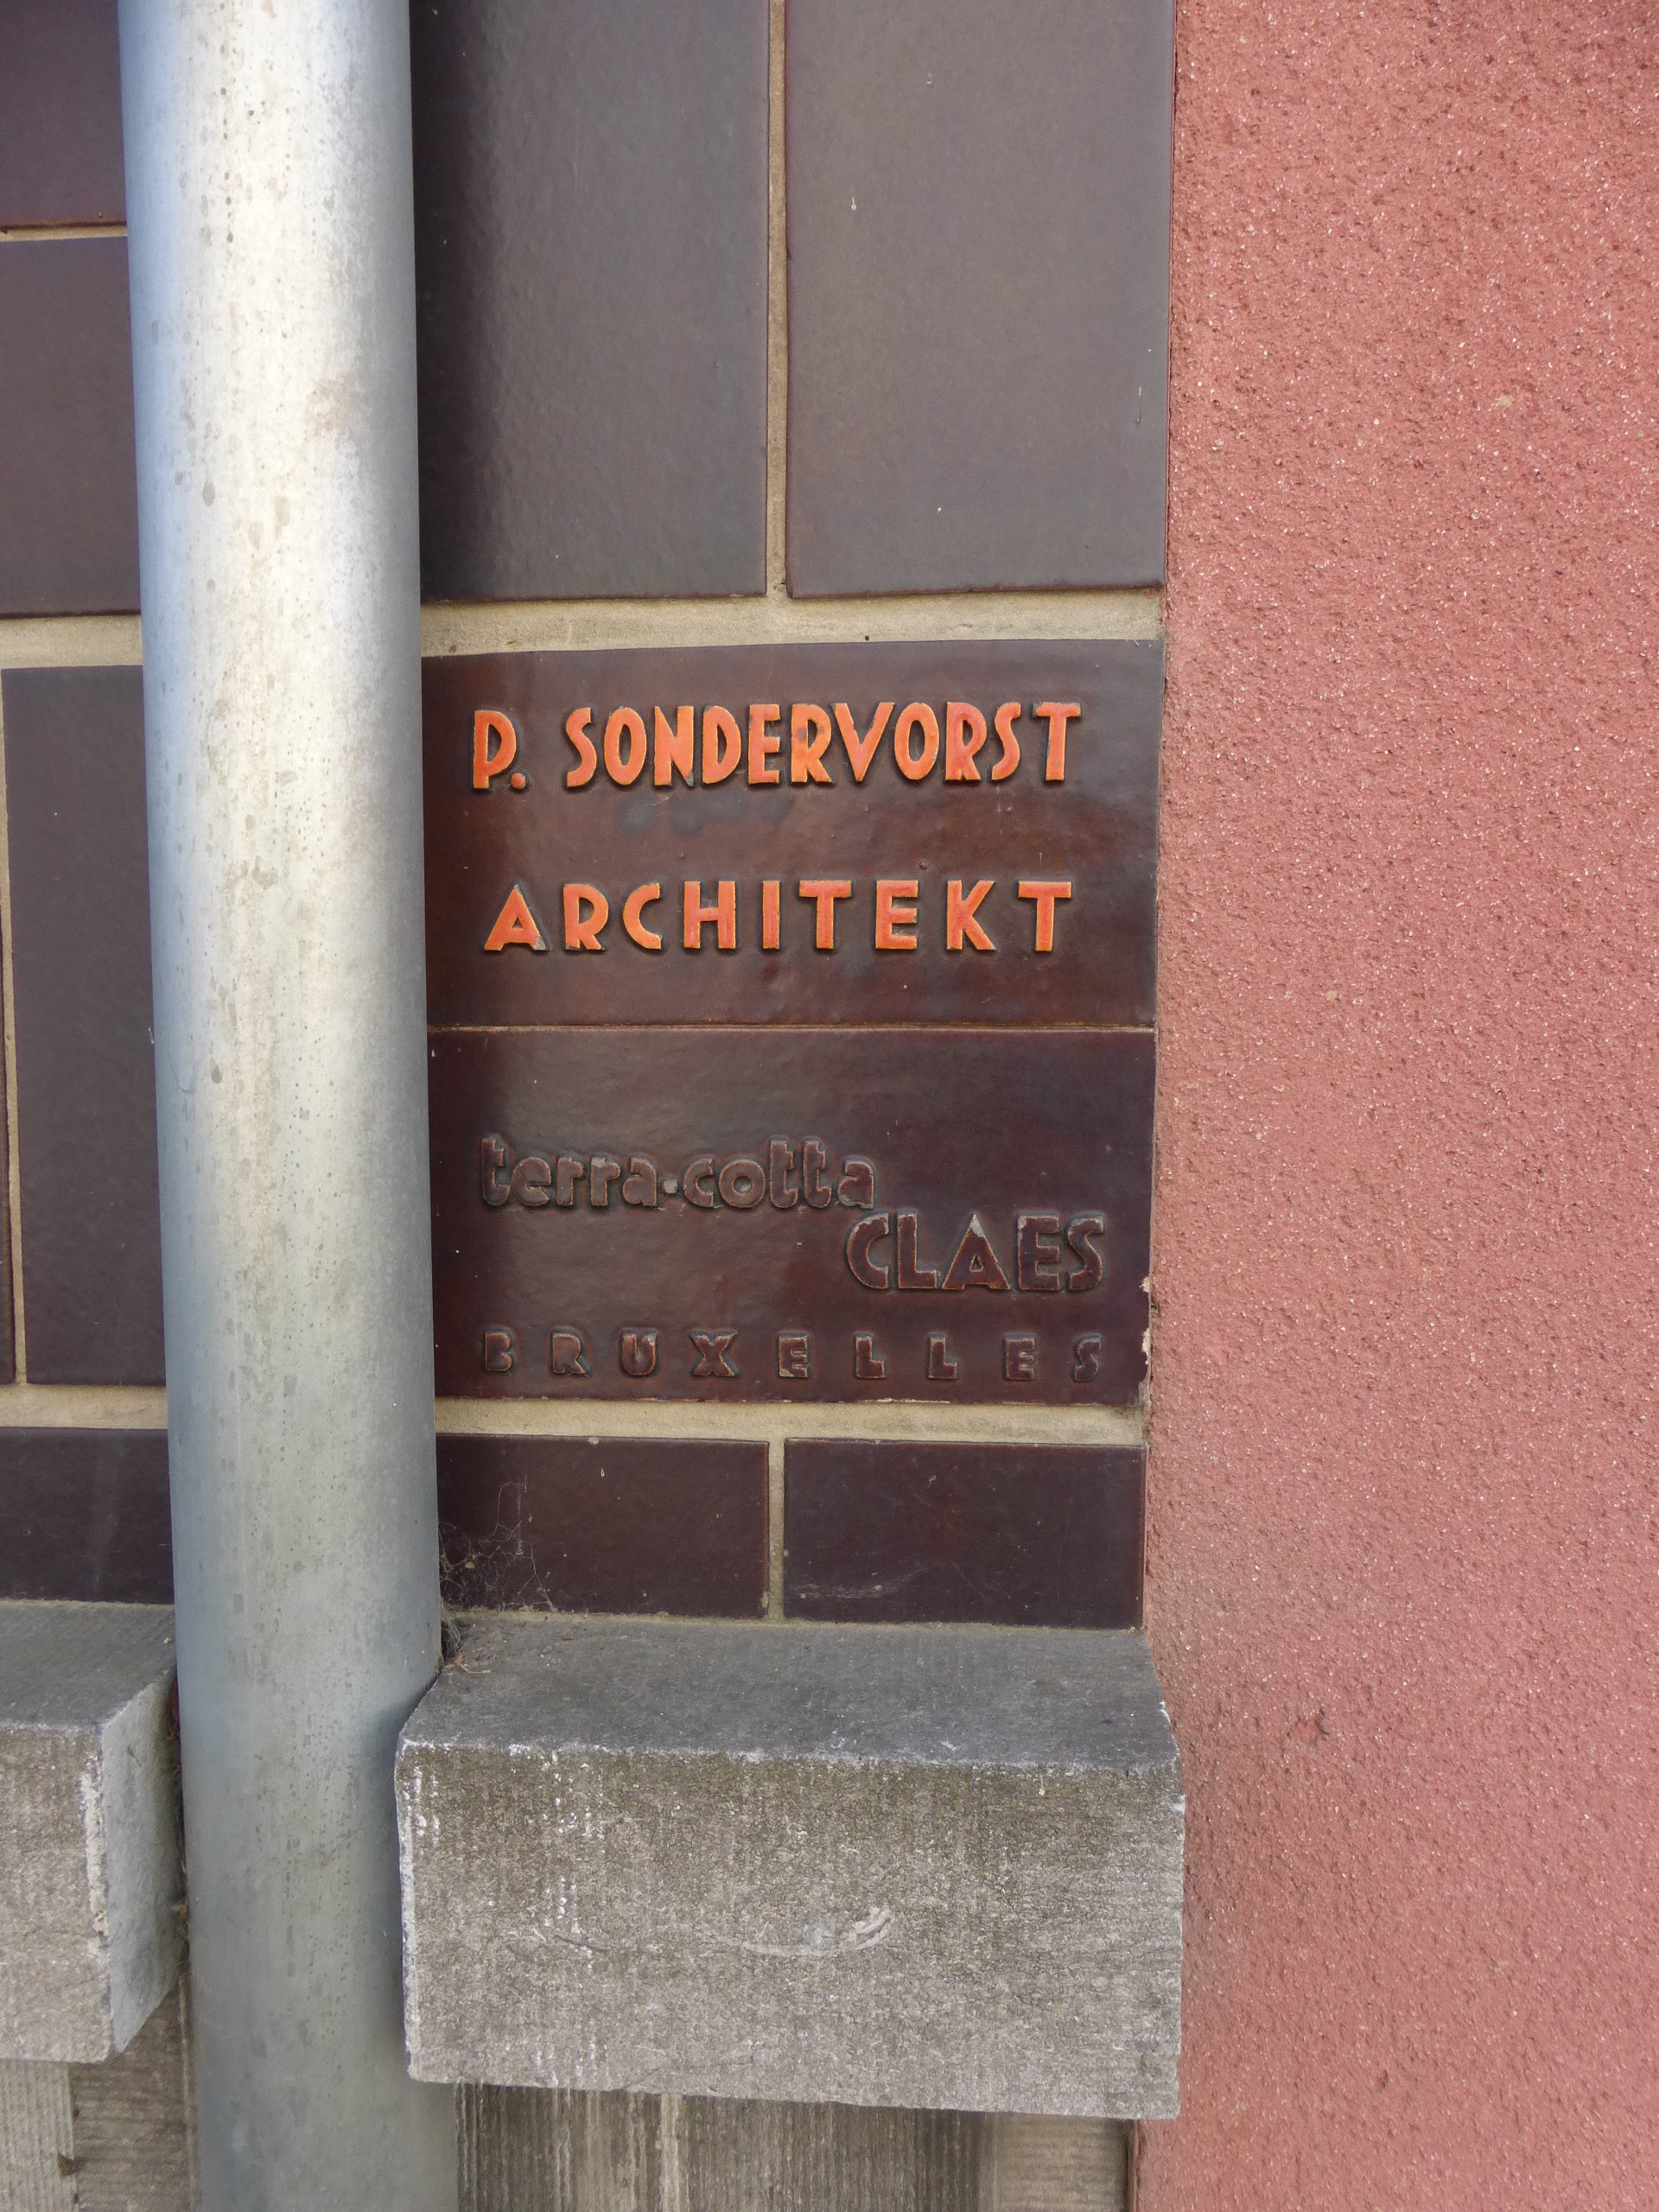 P. SONDERVORST
ARCHITEKT
terra-cotta
CLAES
BRUXELLES